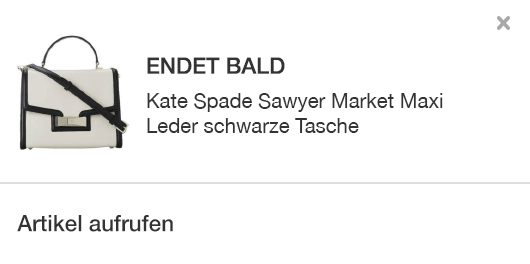 ENDET BALD
Kate Spade Sawyer Market Maxi
Leder schwarze Tasche
Artikel aufrufen